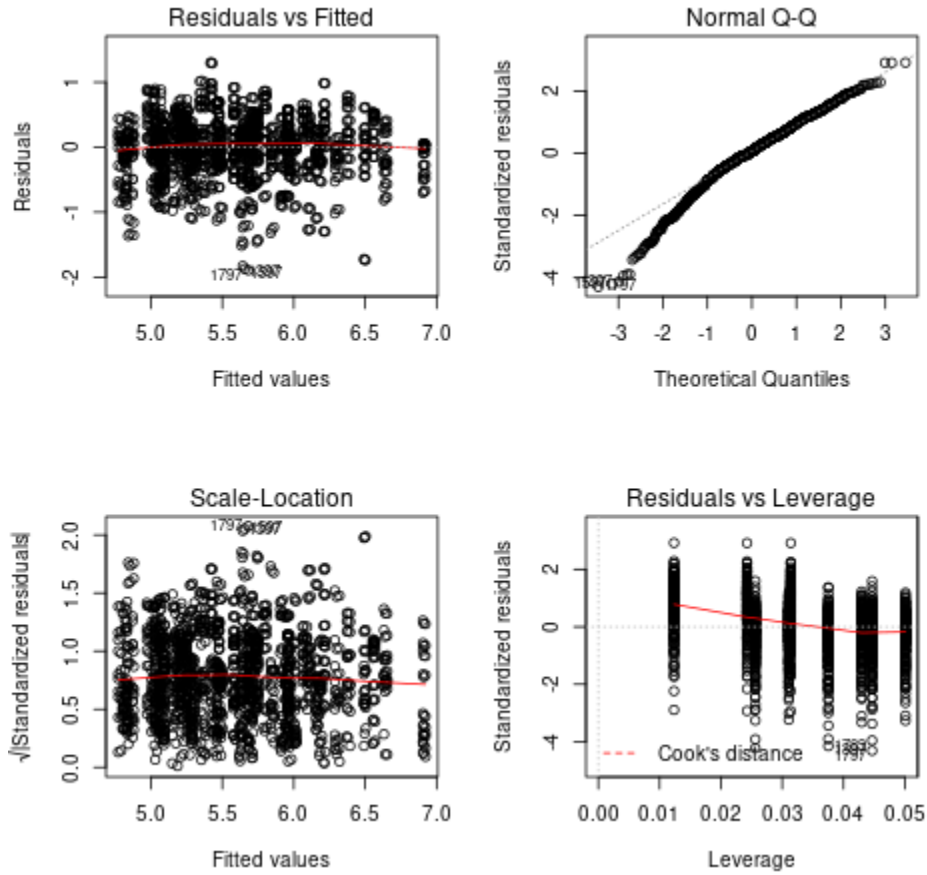 Residuals vs Fitted
Residuals
1
0
-1
-2
1797
5.0 5.5 6.0 6.5 7.0
Fitted values
Normal Q-Q
Standardized residuals
2
0
-2
-4
-3 -2 -1 0 1 2 3
Theoretical Quantiles
Scale-Location
√|Standardized residuals|
2.0
1.5
1.0
0.5
0.0
1797
5.0 5.5 6.0 6.5 7.0
Fitted values
Residuals vs Leverage
Standardized residuals
2
0
-2
-4
1797
Cook's distance
0.00 0.01 0.02 0.03 0.04 0.05
Leverage